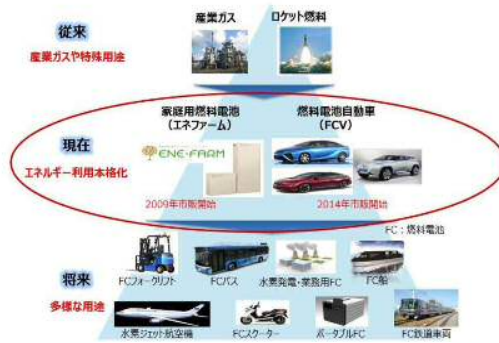 従来
産業ガスや特殊用途
産業ガス
ロケット燃料
現在
エネルギー利用本格化
家庭用燃料電池
（エネファーム）
燃料電池自動車
（FCV）
ENE・FARM
2009年市販開始
2014年市販開始
FC：燃料電池
将来
多様な用途
FCフォークリフト
FCバス
水素発電・業務用FC
FC船
水素ジェット航空機
FCスクーター
ポータブルFC
FC鉄道車両